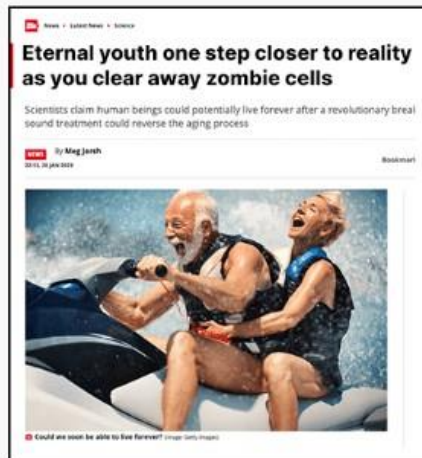 News • Latest News • Science
Eternal youth one step closer to reality
as you clear away zombie cells
Scientists claim human beings could potentially live forever after a revolutionary breal
sound treatment could reverse the aging process
NEWS By Meg Jorsh
JAN
Bookmark
Could we soon be able to live forever? (Image: Getty Images)